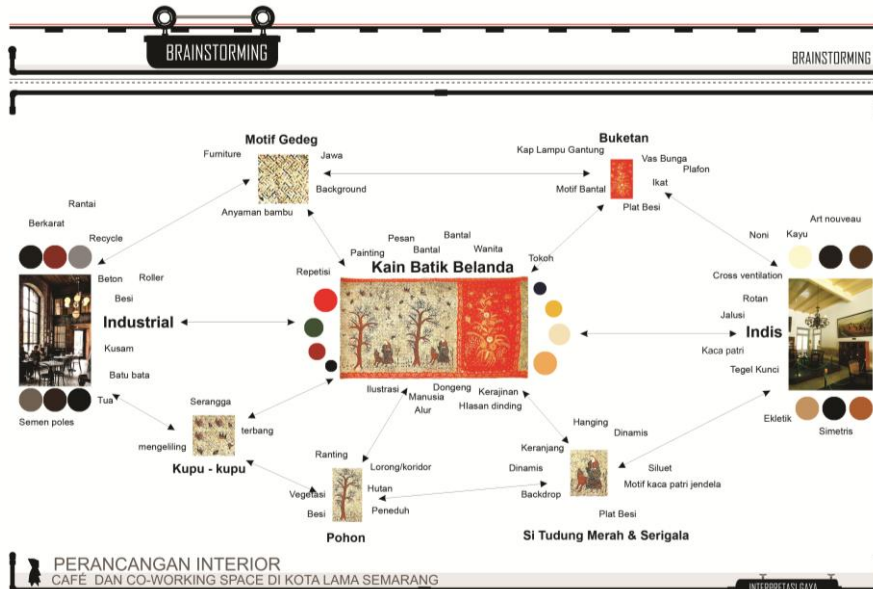 BRAINSTORMING
BRAINSTORMING
Motif Gedeg
Furniture
Jawa
Background
Anyaman bambu
Buketan
Kap Lampu Gantung
Vas Bunga
Plafon
Motif Bantal
Ikat
Plat Besi
Rantai
Berkarat
Recycle
Beton
Roller
Besi
Industrial
Kusam
Batu bata
Tua
Semen poles
Pesan
Bantal
Painting
Bantal
Wanita
Tokoh
Repetisi
Kain Batik Belanda
Ilustrasi
Dongeng
Manusia
Kerajinan
Alur
HIasan dinding
Art nouveau
Noni
Kayu
Cross ventilation
Rotan
Jalusi
Indis
Kaca patri
Tegel Kunci
Ekletik
Simetris
Serangga
terbang
mengeliling
Kupu - kupu
Ranting
Lorong/koridor
Vegetasi
Hutan
Besi
Peneduh
Pohon
Hanging
Dinamis
Keranjang
Dinamis
Siluet
Backdrop
Motif kaca patri jendela
Plat Besi
Si Tudung Merah & Serigala
PERANCANGAN INTERIOR
CAFÉ DAN CO-WORKING SPACE DI KOTA LAMA SEMARANG
INTERPRETASI GAYA